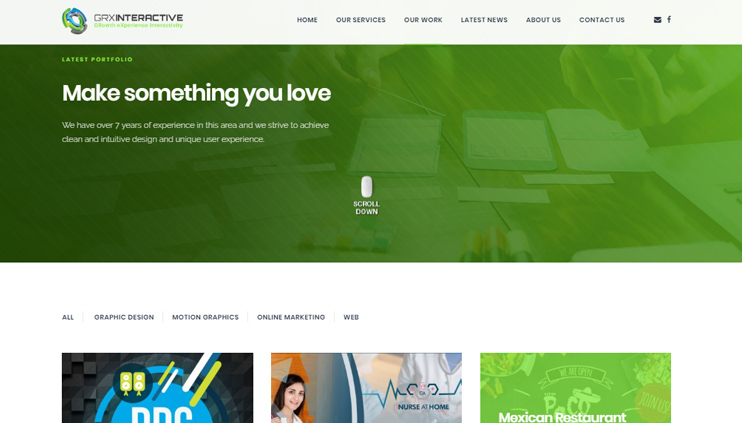 GRXINTERACTIVE
GRowth eXperience Interactivity
HOME
OUR SERVICES
OUR WORK
LATEST NEWS
ABOUT US
CONTACT US
LATEST PORTFOLIO
Make something you love
We have over 7 years of experience in this area and we strive to achieve
clean and intuitive design and unique user experience.
SCROLL
DOWN
ALL
GRAPHIC DESIGN
MOTION GRAPHICS
ONLINE MARKETING
WEB
NURSE AT HOME
WE ARE OPEN!
Mexican Restaurant